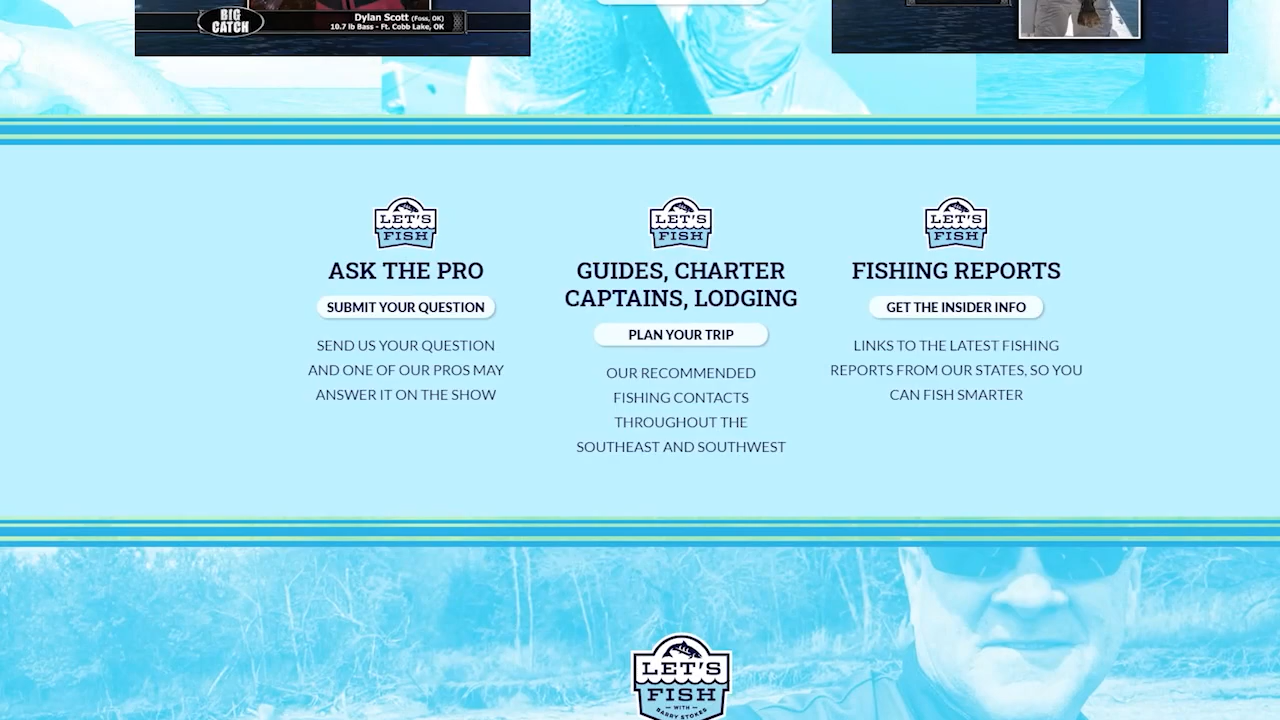 BIG
CATCH
Dylan Scott (Foss, OK)
10.7 lb Bass - Ft. Cobb Lake, OK
LET'S
FISH
ASK THE PRO
SUBMIT YOUR QUESTION
SEND US YOUR QUESTION
AND ONE OF OUR PROS MAY
ANSWER IT ON THE SHOW
LET'S
FISH
GUIDES, CHARTER
CAPTAINS, LODGING
PLAN YOUR TRIP
OUR RECOMMENDED
FISHING CONTACTS
THROUGHOUT THE
SOUTHEAST AND SOUTHWEST
LET'S
FISH
FISHING REPORTS
GET THE INSIDER INFO
LINKS TO THE LATEST FISHING
REPORTS FROM OUR STATES, SO YOU
CAN FISH SMARTER
LET'S
FISH
WITH
BARRY STOKES